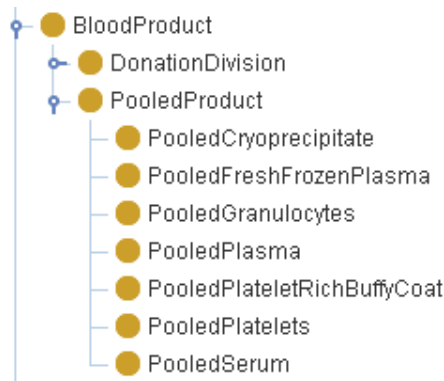 BloodProduct
DonationDivision
PooledProduct
PooledCryoprecipitate
PooledFreshFrozenPlasma
PooledGranulocytes
PooledPlasma
PooledPlateletRichBuffyCoat
PooledPlatelets
PooledSerum